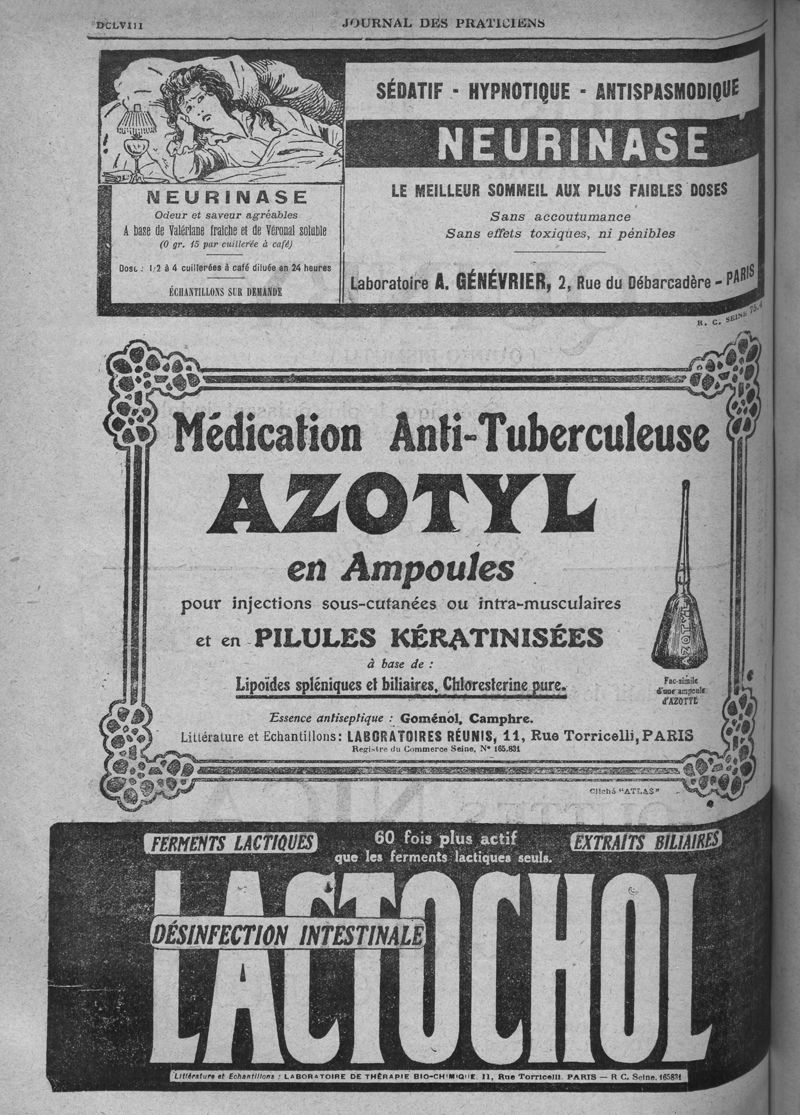 DCLVIII
JOURNAL DES PRATICIENS
NEURINASE
Odeur et saveur agréables
A base de Valériane fraîche et de Véronal soluble
(0 gr. 15 par cuillerée à café)
Dose : 1/2 à 4 cuillerées à café diluée en 24 heures
ÉCHANTILLONS SUR DEMANDE
SÉDATIF - HYPNOTIQUE - ANTISPASMODIQUE
NEURINASE
LE MEILLEUR SOMMEIL AUX PLUS FAIBLES DOSES
Sans accoutumance
Sans effets toxiques, ni pénibles
Laboratoire A. GÉNÉVRIER, 2, Rue du Débarcadère - PARIS
R. C. SEINE
Médication Anti-Tuberculeuse
AZOTYL
en Ampoules
pour injections sous-cutanées ou intra-musculaires
et en PILULES KÉRATINISÉES
à base de :
Lipoïdes spléniques et biliaires, Chloresterine pure.
AZOTYL
Fac-simile
d'une ampoule
d'AZOTYL
Essence antiseptique : Goménol, Camphre.
Littérature et Echantillons : LABORATOIRES RÉUNIS, 11, Rue Torricelli, PARIS
Registre du Commerce Seine, N° 165.831
Cliché "ATLAS"
FERMENTS LACTIQUES
60 fois plus actif
que les ferments lactiques seuls.
EXTRAITS BILIAIRES
LACTOCHOL
DÉSINFECTION INTESTINALE
Littérature et Echantillons : LABORATOIRE DE THÉRAPIE BIO-CHIMIQUE, 11, Rue Torricelli, PARIS — R C. Seine, 165831